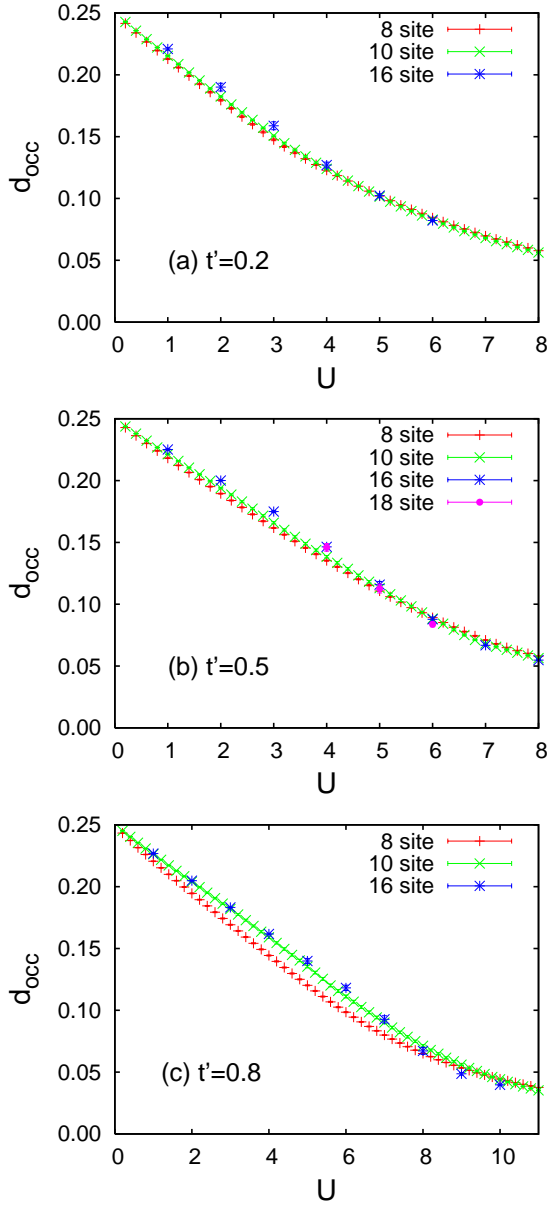 0.25
0.20
0.15
0.10
0.05
0.00
d_occ
8 site
10 site
16 site
(a) t'=0.2
0 1 2 3 4 5 6 7 8
U
0.25
0.20
0.15
0.10
0.05
0.00
d_occ
8 site
10 site
16 site
18 site
(b) t'=0.5
0 1 2 3 4 5 6 7 8
U
0.25
0.20
0.15
0.10
0.05
0.00
d_occ
8 site
10 site
16 site
(c) t'=0.8
0 2 4 6 8 10
U